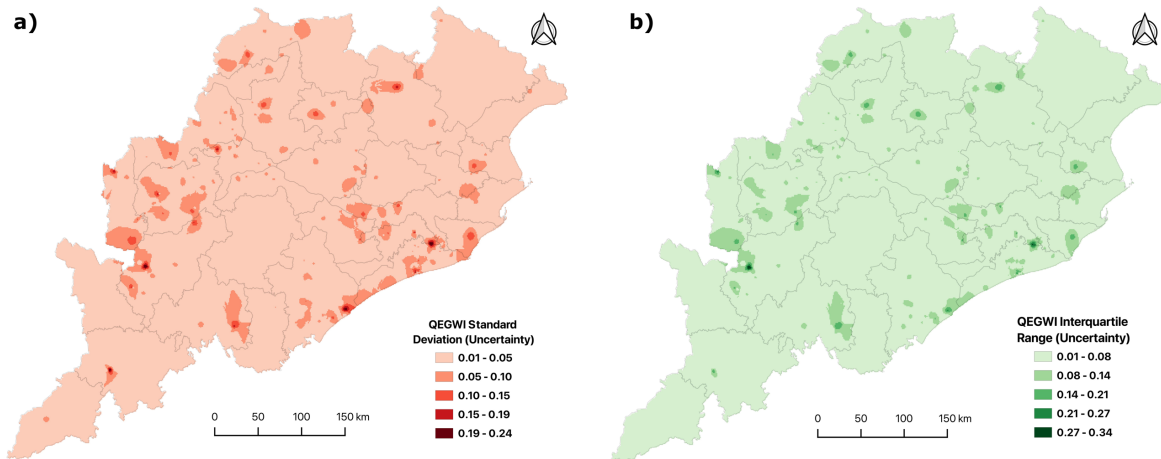 a)
QEGWI Standard
Deviation (Uncertainty)
0.01 - 0.05
0.05 - 0.10
0.10 - 0.15
0.15 - 0.19
0.19 - 0.24
0 50 100 150 km
b)
QEGWI Interquartile
Range (Uncertainty)
0.01 - 0.08
0.08 - 0.14
0.14 - 0.21
0.21 - 0.27
0.27 - 0.34
0 50 100 150 km